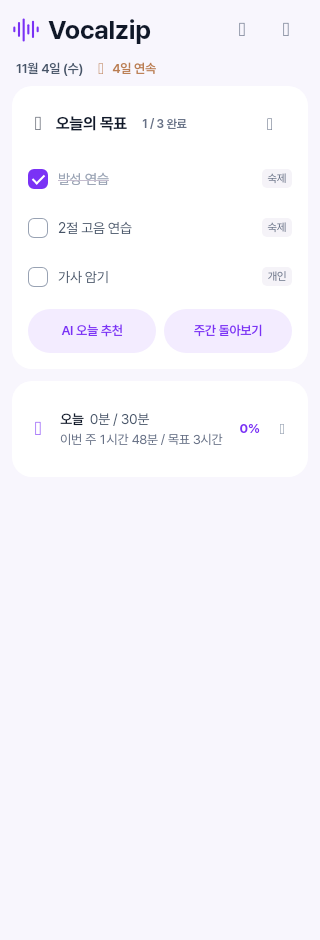 Vocalzip
11월 4일 (수) 4일 연속
오늘의 목표 1 / 3 완료
발성 연습 숙제
2절 고음 연습 숙제
가사 암기 개인
AI 오늘 추천 주간 돌아보기
오늘 0분 / 30분
이번 주 1시간 48분 / 목표 3시간 0%